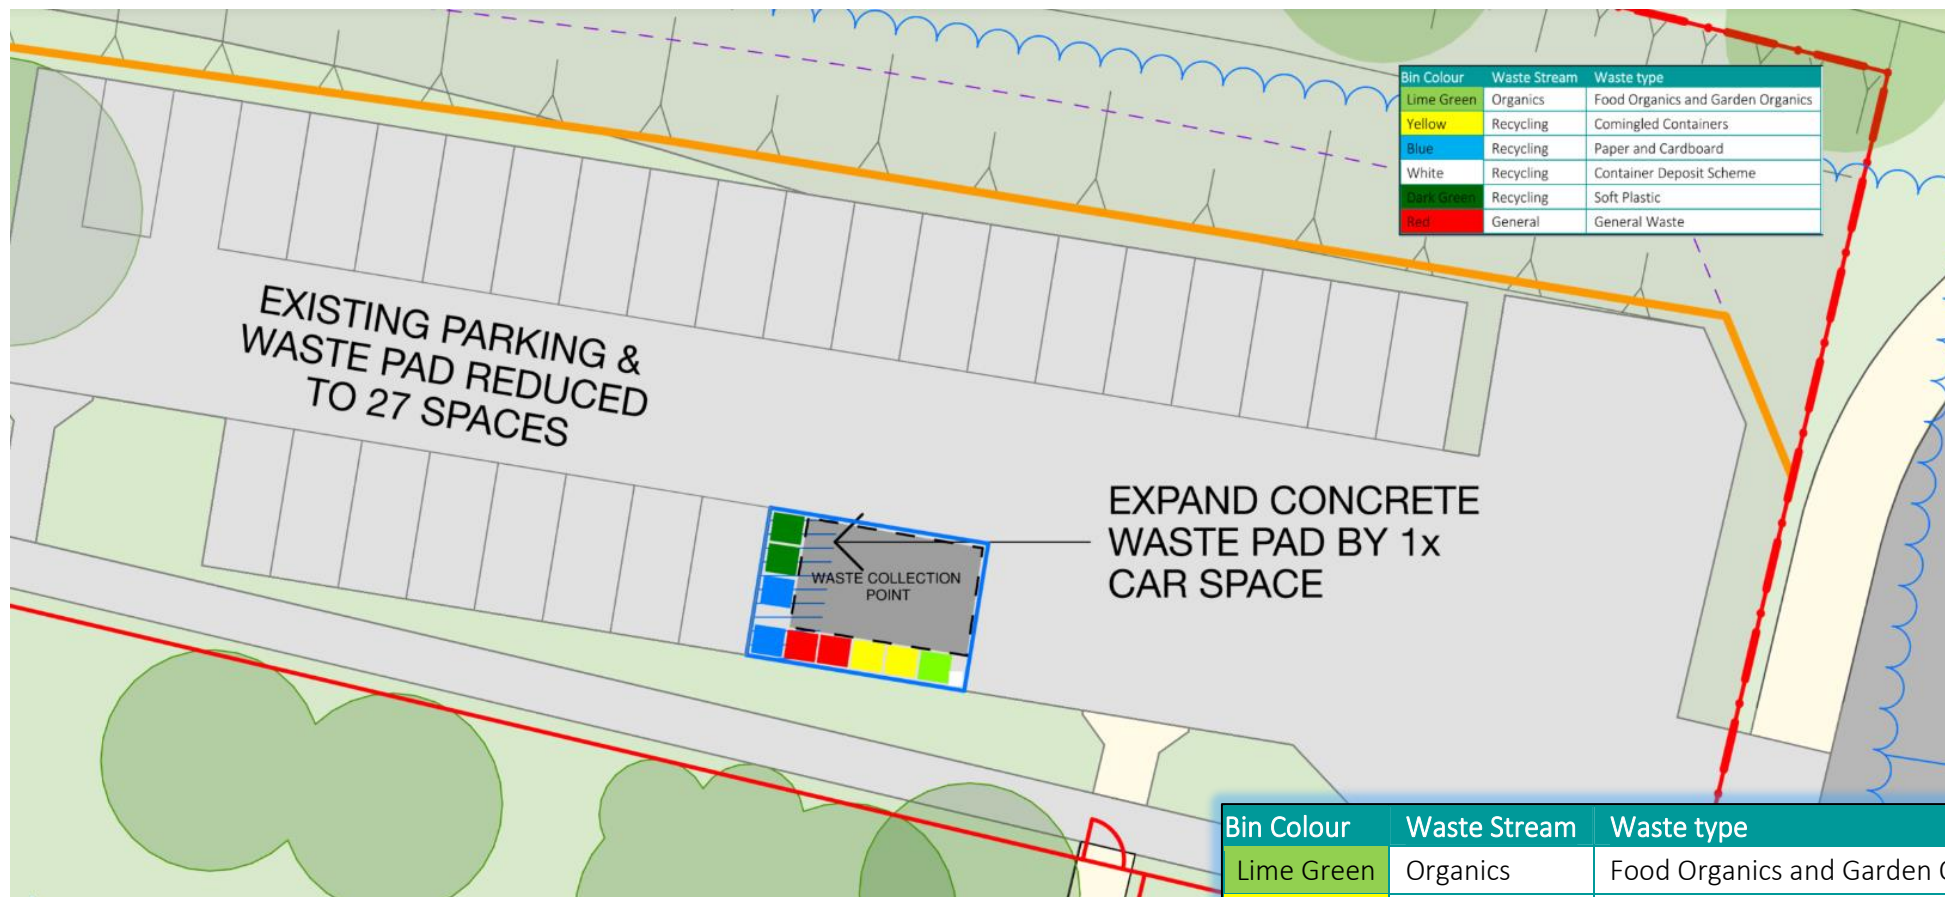 Bin Colour Waste Stream Waste type
Lime Green Organics Food Organics and Garden Organics
Yellow Recycling Comingled Containers
Blue Recycling Paper and Cardboard
White Recycling Container Deposit Scheme
Dark Green Recycling Soft Plastic
Red General General Waste
EXISTING PARKING &
WASTE PAD REDUCED
TO 27 SPACES
EXPAND CONCRETE
WASTE PAD BY 1x
CAR SPACE
WASTE COLLECTION
POINT
Bin Colour Waste Stream Waste type
Lime Green Organics Food Organics and Garden